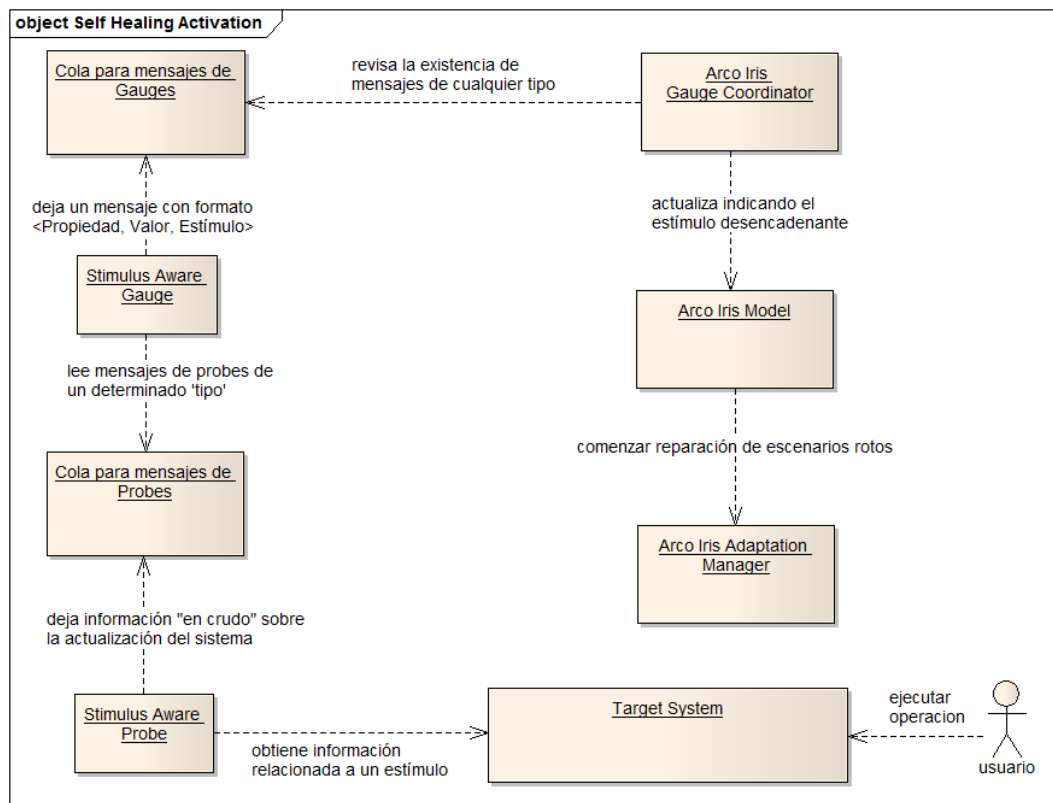 object Self Healing Activation
Cola para mensajes de
Gauges
revisa la existencia de
mensajes de cualquier tipo
Arco Iris
Gauge Coordinator
deja un mensaje con formato
<Propiedad, Valor, Estímulo>
actualiza indicando el
estímulo desencadenante
Stimulus Aware
Gauge
Arco Iris Model
lee mensajes de probes de
un determinado 'tipo'
comenzar reparación de escenarios rotos
Cola para mensajes de
Probes
Arco Iris Adaptation
Manager
deja información "en crudo" sobre
la actualización del sistema
Stimulus Aware
Probe
obtiene información
relacionada a un estímulo
Target System
ejecutar
operacion
usuario